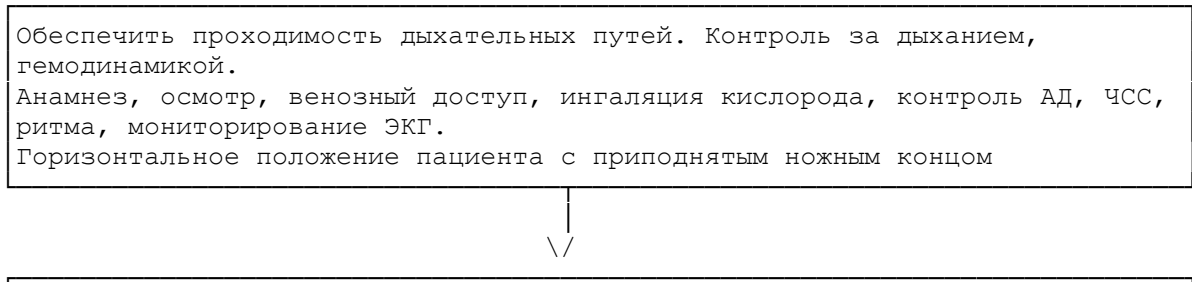 Обеспечить проходимость дыхательных путей. Контроль за дыханием,
гемодинамикой.
Анамнез, осмотр, венозный доступ, ингаляция кислорода, контроль АД, ЧСС,
ритма, мониторирование ЭКГ.
Горизонтальное положение пациента с приподнятым ножным концом